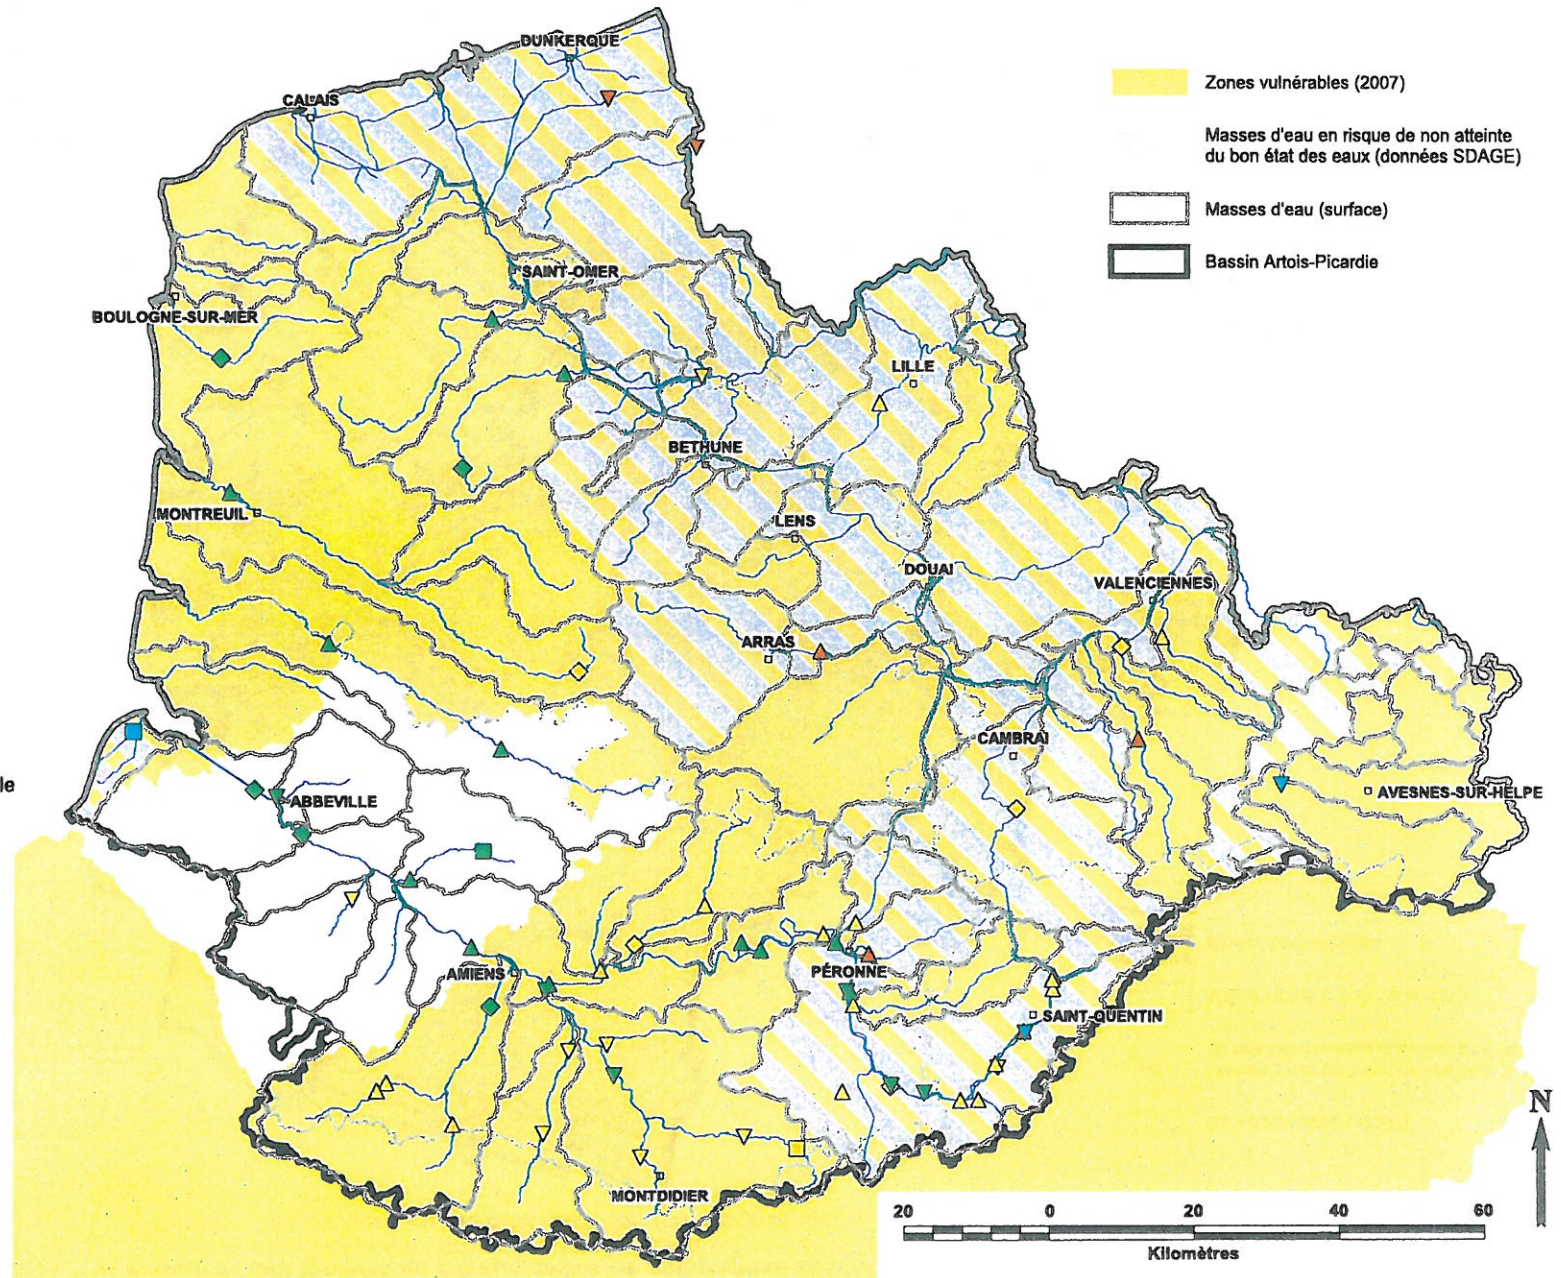 DUNKERQUE
CALAIS
Zones vulnérables (2007)
Masses d'eau en risque de non atteinte
du bon état des eaux (données SDAGE)
Masses d'eau (surface)
Bassin Artois-Picardie
SAINT-OMER
BOULOGNE-SUR-MER
LILLE
BETHUNE
MONTREUIL
LENS
DOUAI
VALENCIENNES
ARRAS
CAMBRAI
le
ABBEVILLE
AVESNES-SUR-HELPE
AMIENS
PÉRONNE
SAINT-QUENTIN
MONTDIDIER
N
20 0 20 40 60
Kilomètres